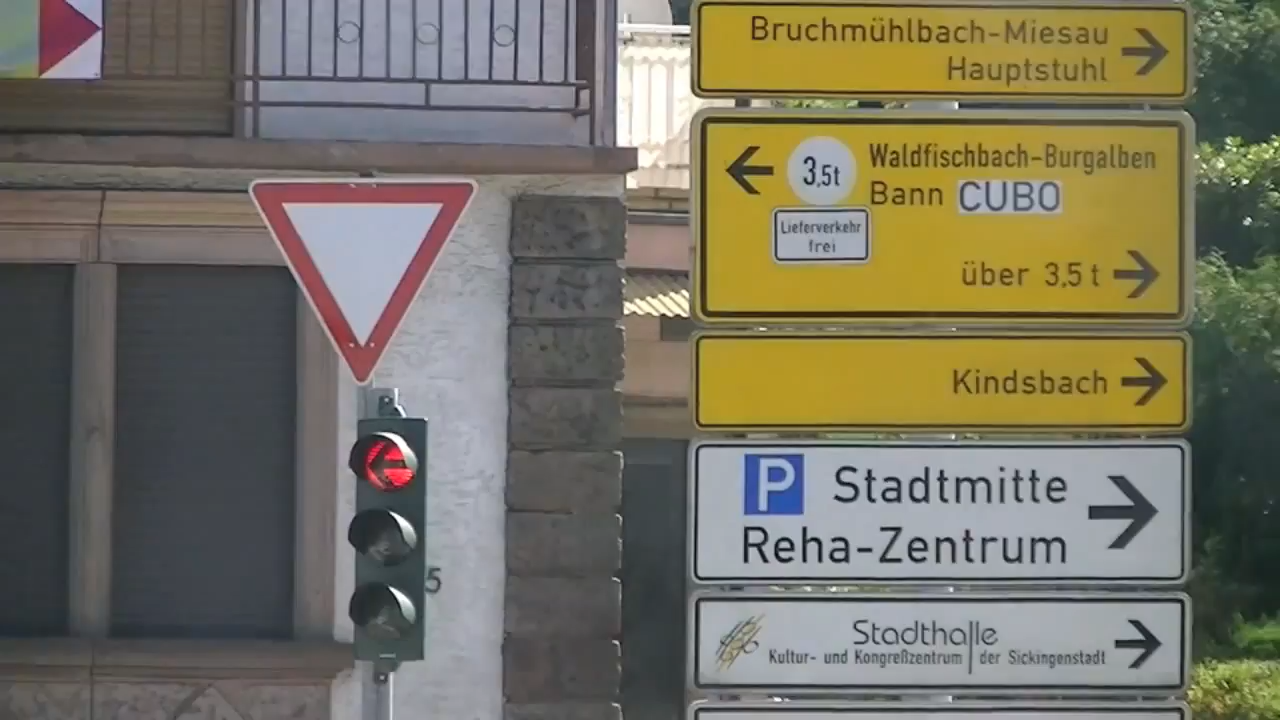 Bruchmühlbach-Miesau
Hauptstuhl
3,5t
Waldfischbach-Burgalben
Bann CUBO
Lieferverkehr
frei
über 3,5 t
Kindsbach
P Stadtmitte
Reha-Zentrum
Stadthalle
Kultur- und Kongreßzentrum der Sickingenstadt
5